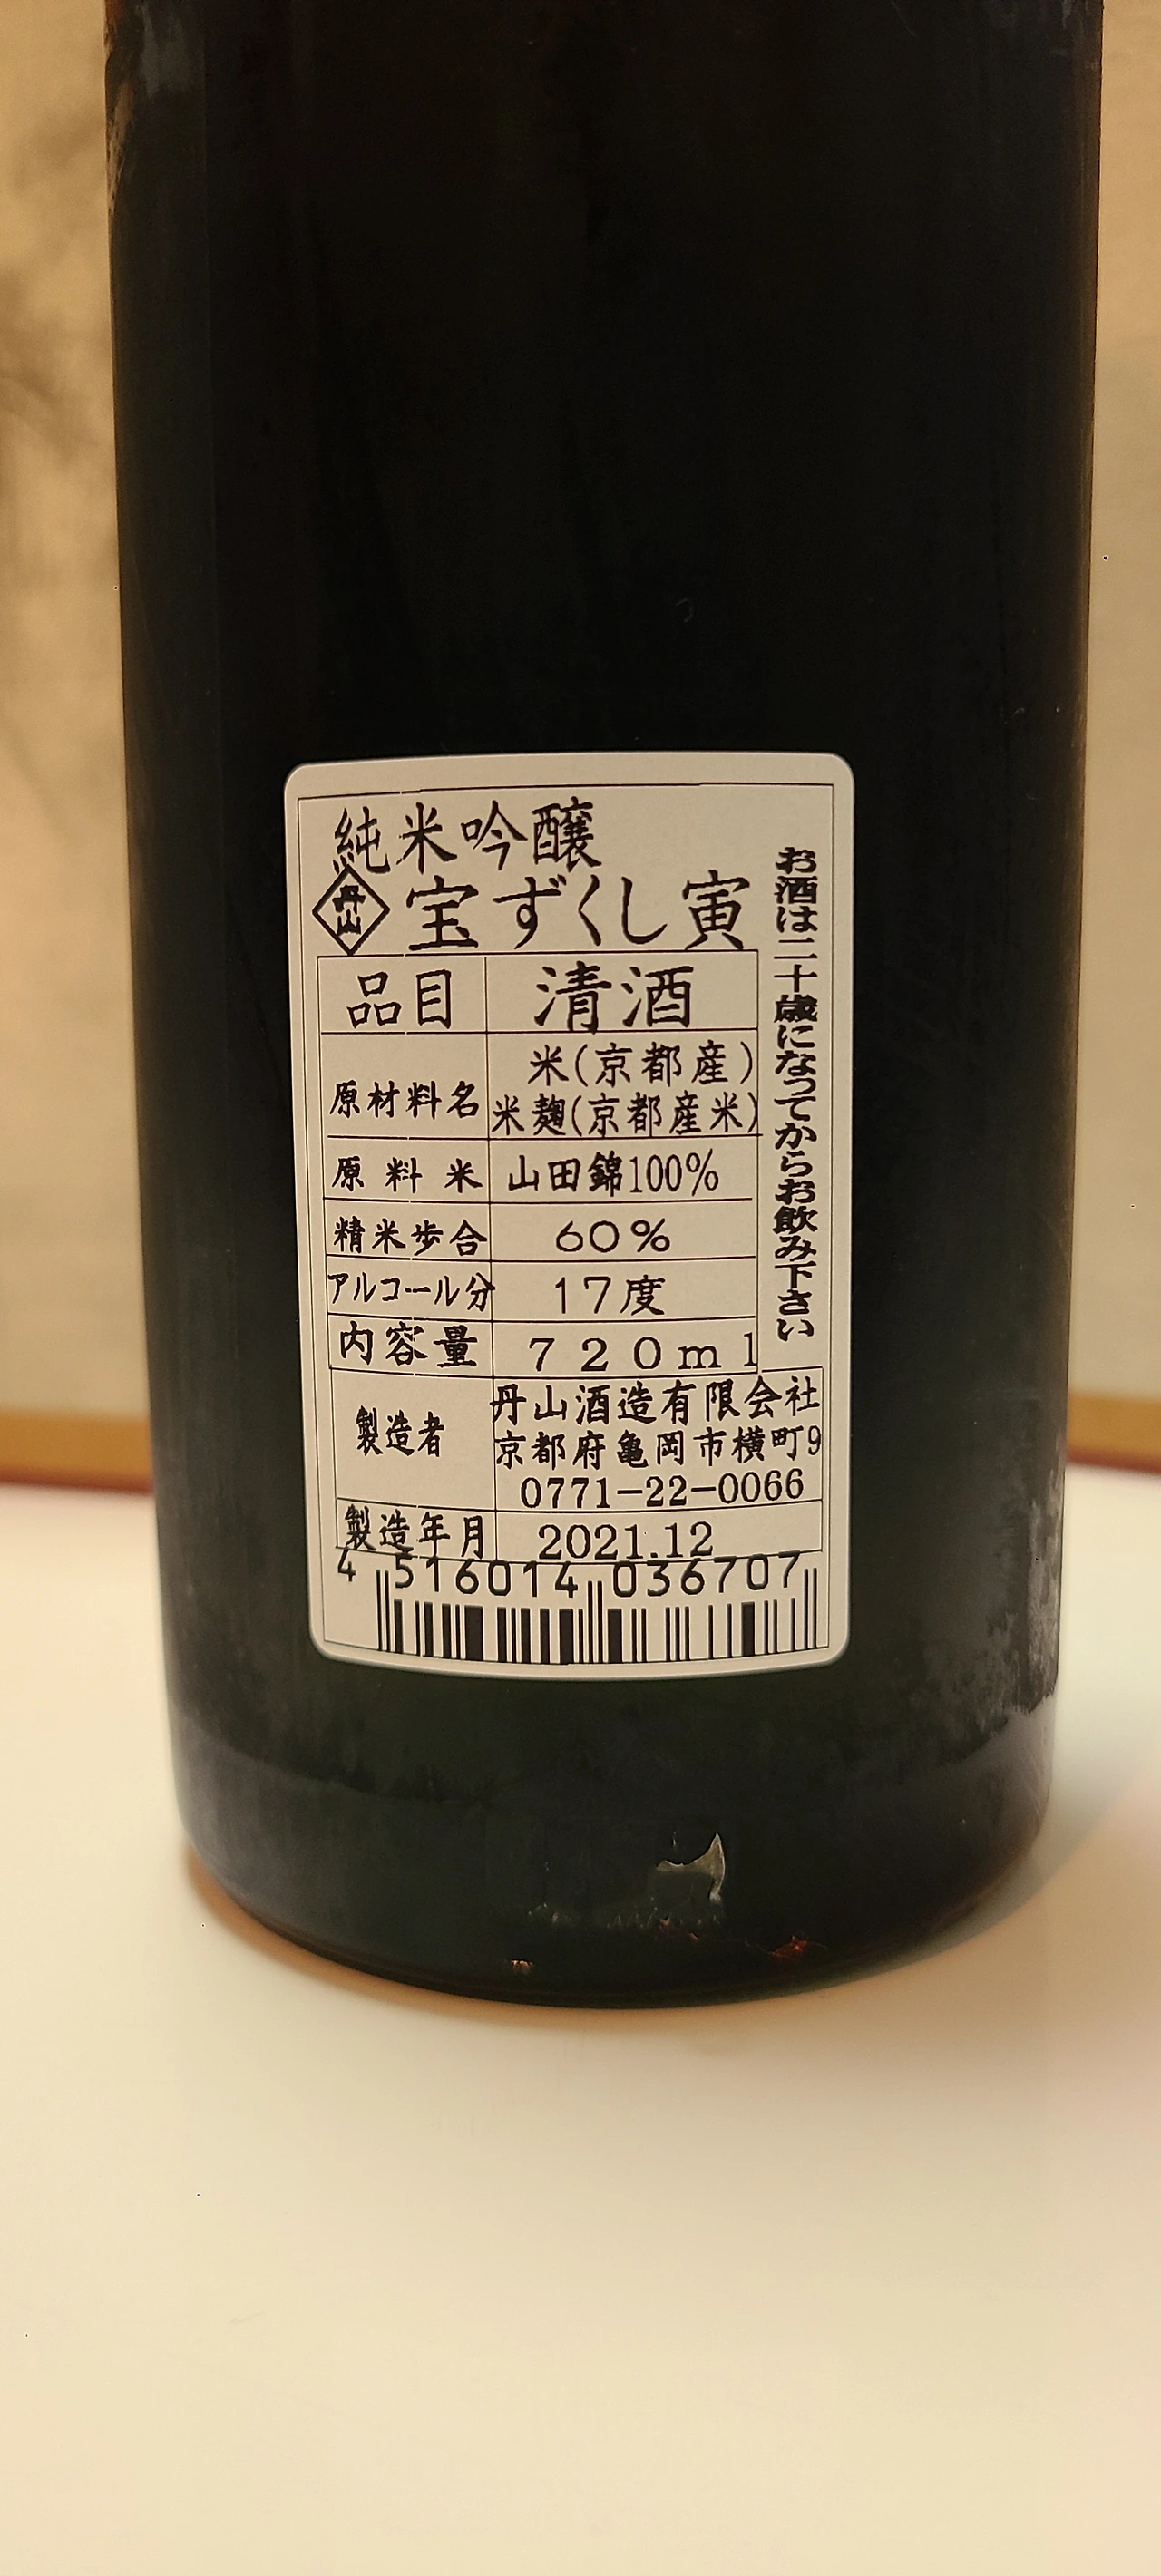 純米吟醸
丹山 宝ずくし寅
品目 清酒
原材料名 米(京都産)
米麹(京都産米)
原料米 山田錦100%
精米歩合 60%
アルコール分 17度
内容量 720ml
製造者 丹山酒造有限会社
京都府亀岡市横町9
0771-22-0066
製造年月 2021.12
4 516014 036707
お酒は二十歳になってからお飲み下さい